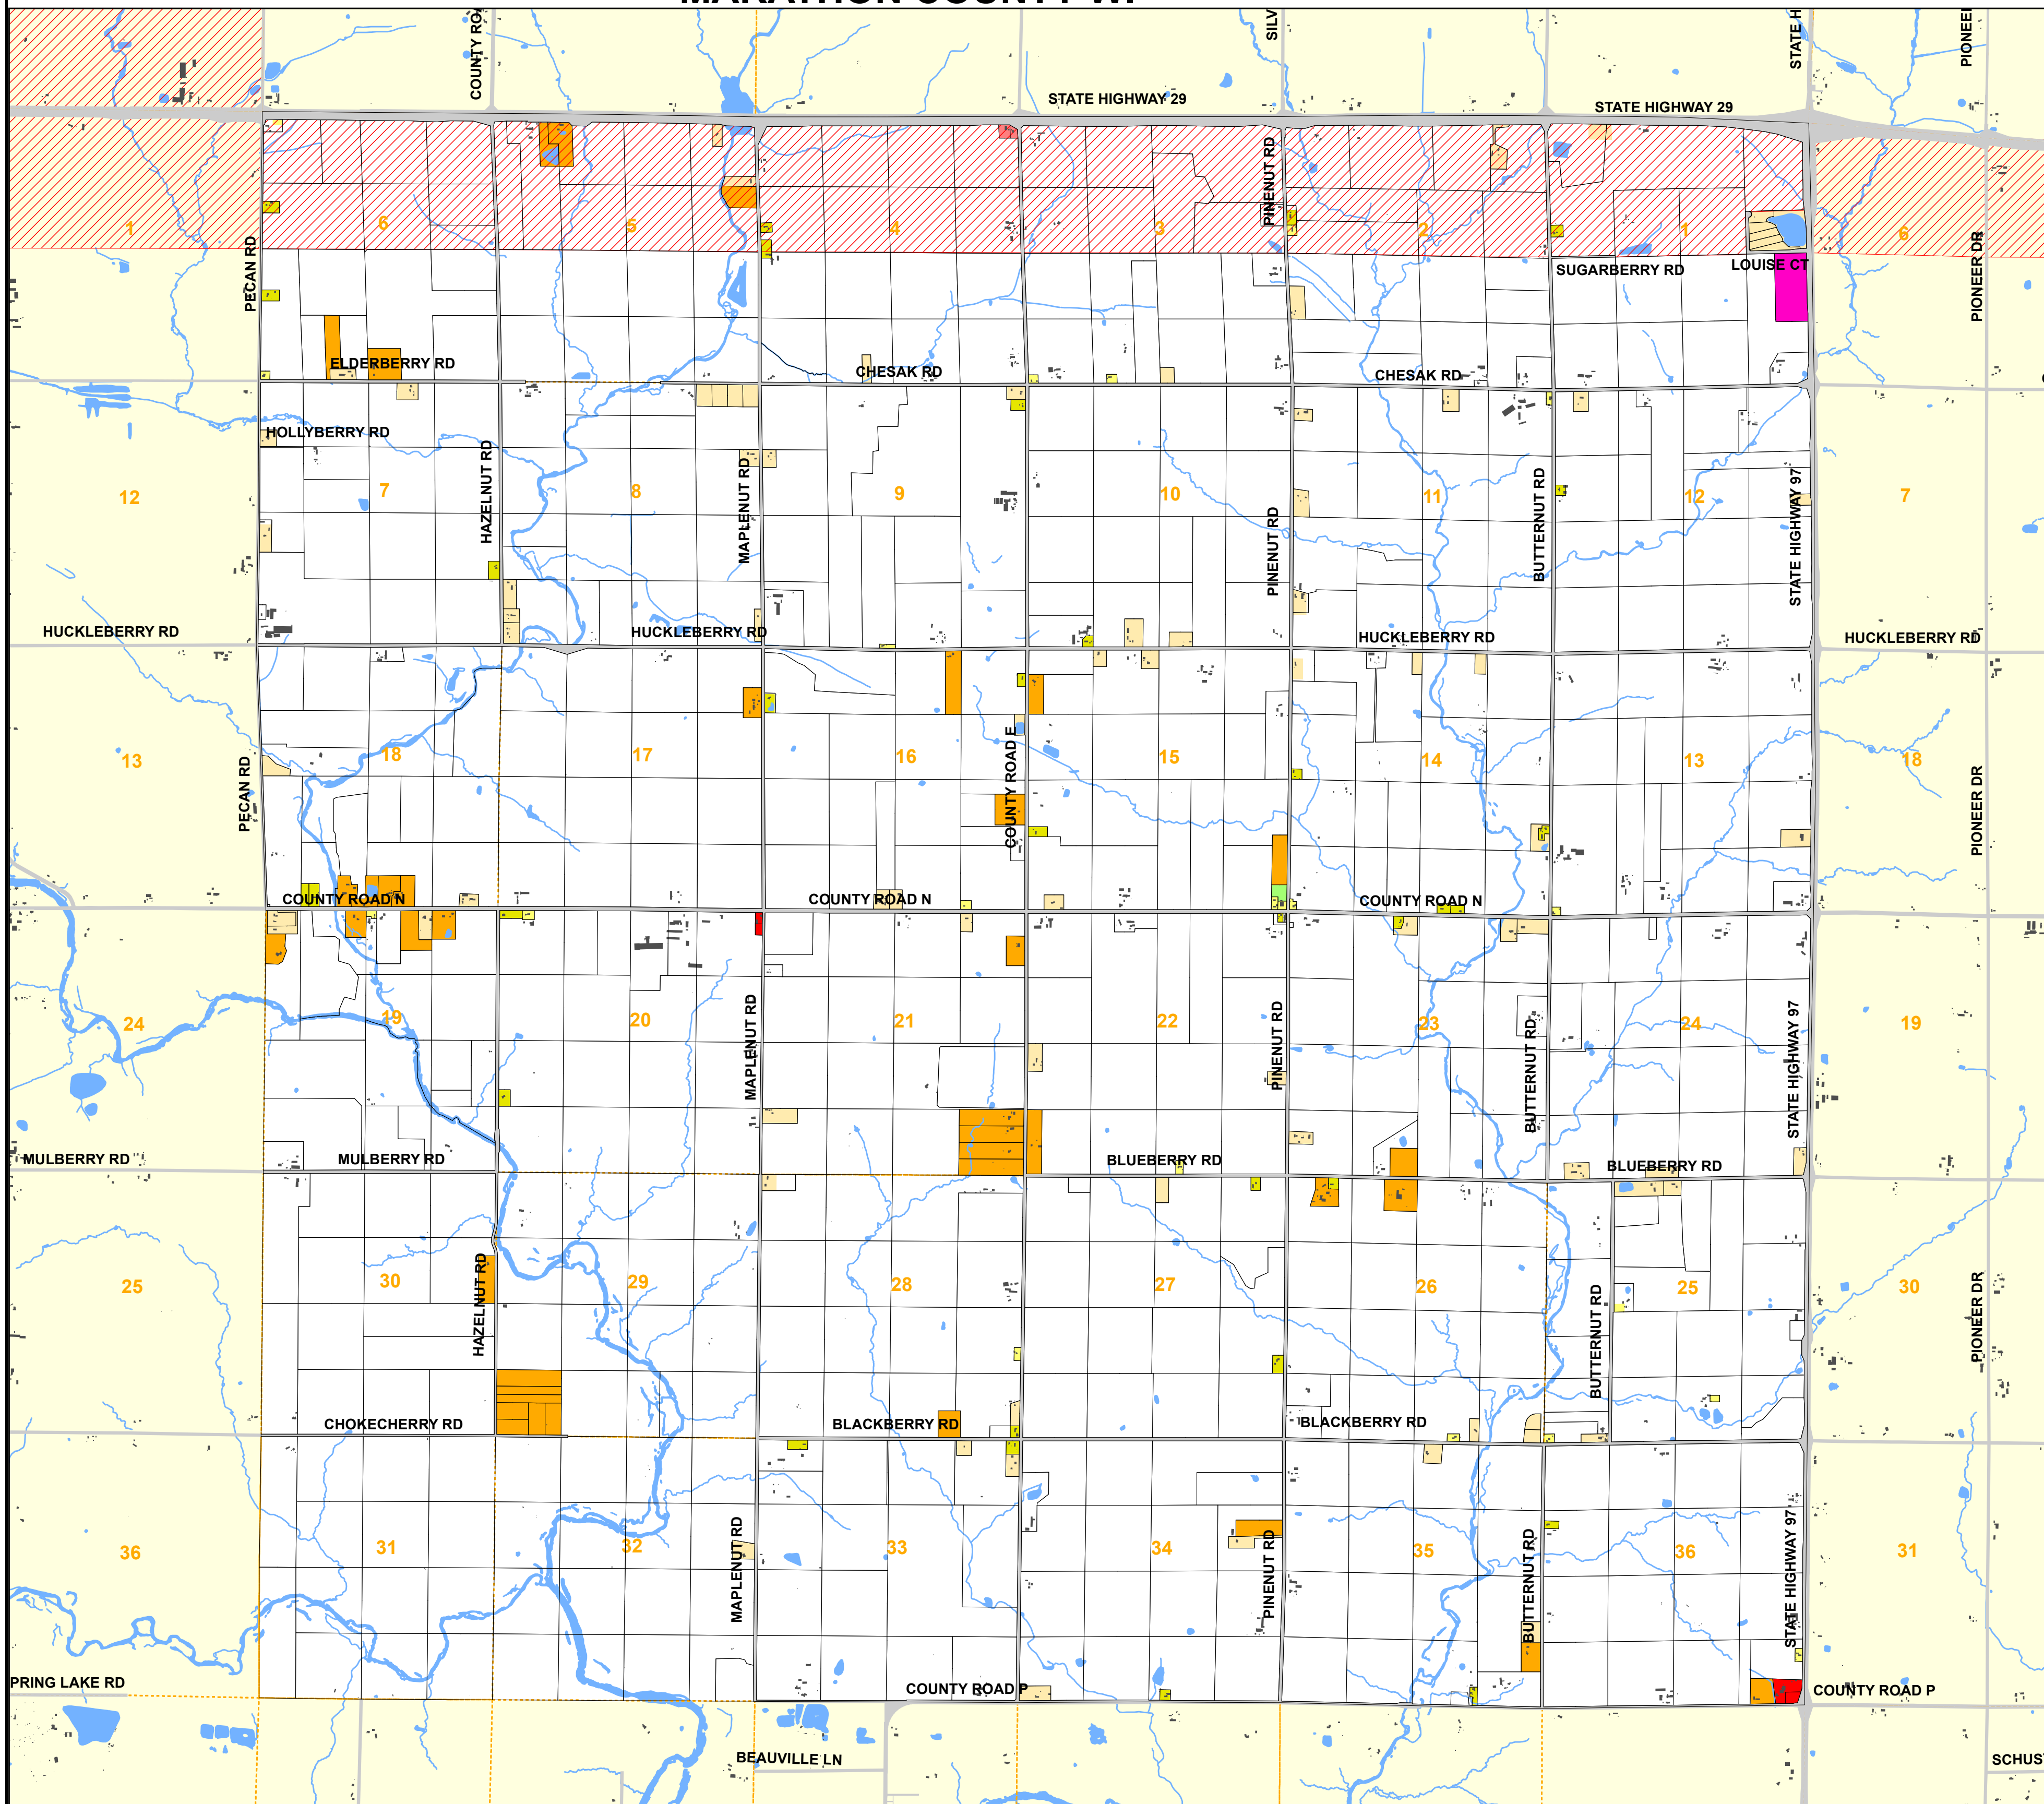 MARATHON COUNTY WI
COUNTY RO
SILV
STATE H
PIONEE
STATE HIGHWAY 29
STATE HIGHWAY 29
PINENUT RD
1
6
5
4
3
2
1
6
PECAN RD
PIONEER DR
SUGARBERRY RD
LOUISE CT
ELDERBERRY RD
CHESAK RD
CHESAK RD
HOLLYBERRY RD
HAZELNUT RD
MAPLENUT RD
PINENUT RD
BUTTERNUT RD
STATE HIGHWAY 97
12
7
8
9
10
11
12
7
HUCKLEBERRY RD
HUCKLEBERRY RD
HUCKLEBERRY RD
HUCKLEBERRY RD
13
18
17
16
15
14
13
18
PECAN RD
COUNTY ROAD E
PIONEER DR
COUNTY ROAD N
COUNTY ROAD N
COUNTY ROAD N
24
19
20
21
22
23
24
19
MAPLENUT RD
PINENUT RD
BUTTERNUT RD
STATE HIGHWAY 97
MULBERRY RD
MULBERRY RD
BLUEBERRY RD
BLUEBERRY RD
25
30
29
28
27
26
25
30
HAZELNUT RD
BUTTERNUT RD
PIONEER DR
CHOKECHERRY RD
BLACKBERRY RD
BLACKBERRY RD
36
31
32
33
34
35
36
31
MAPLENUT RD
PINENUT RD
BUTTERNUT RD
STATE HIGHWAY 97
PRING LAKE RD
COUNTY ROAD P
COUNTY ROAD P
BEAUVILLE LN
SCHUS